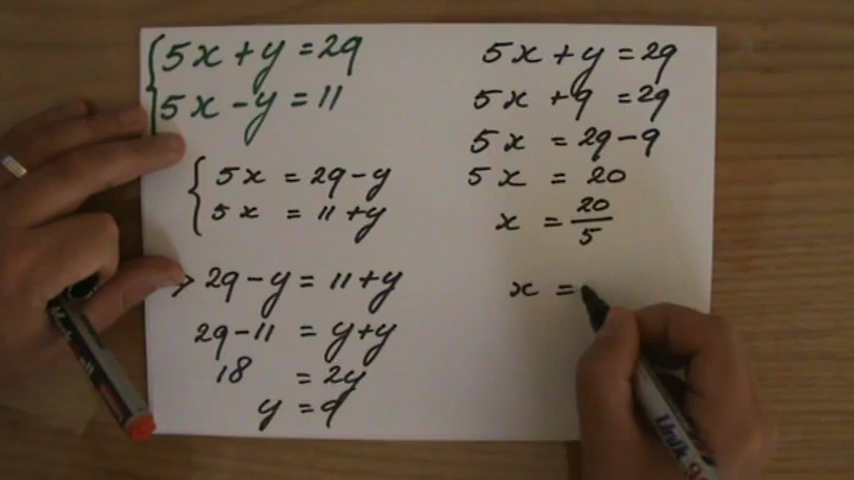 5x + y = 29
5x - y = 11
5x = 29 - y
5x = 11 + y
29 - y = 11 + y
29 - 11 = y + y
18 = 2y
y = 9
5x + y = 29
5x + 9 = 29
5x = 29 - 9
5x = 20
x = 20/5
x =
Unik